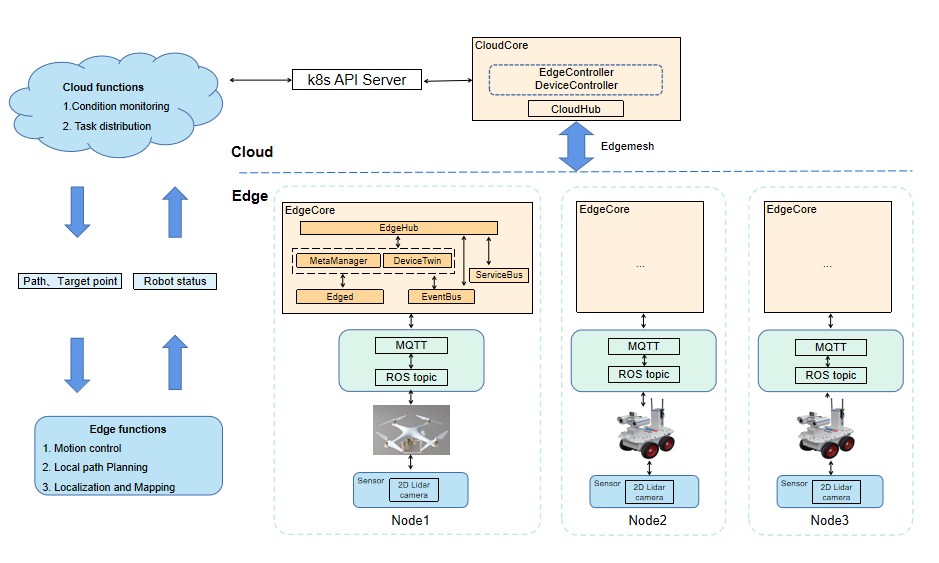 Cloud functions
1.Condition monitoring
2. Task distribution
k8s API Server
CloudCore
EdgeController
DeviceController
CloudHub
Edgemesh
Cloud
Edge
Path、Target point
Robot status
Edge functions
1. Motion control
2. Local path Planning
3. Localization and Mapping
EdgeCore
EdgeHub
MetaManager
DeviceTwin
ServiceBus
Edged
EventBus
MQTT
ROS topic
Sensor
2D Lidar
camera
Node1
EdgeCore
...
MQTT
ROS topic
Sensor
2D Lidar
camera
Node2
EdgeCore
...
MQTT
ROS topic
Sensor
2D Lidar
camera
Node3